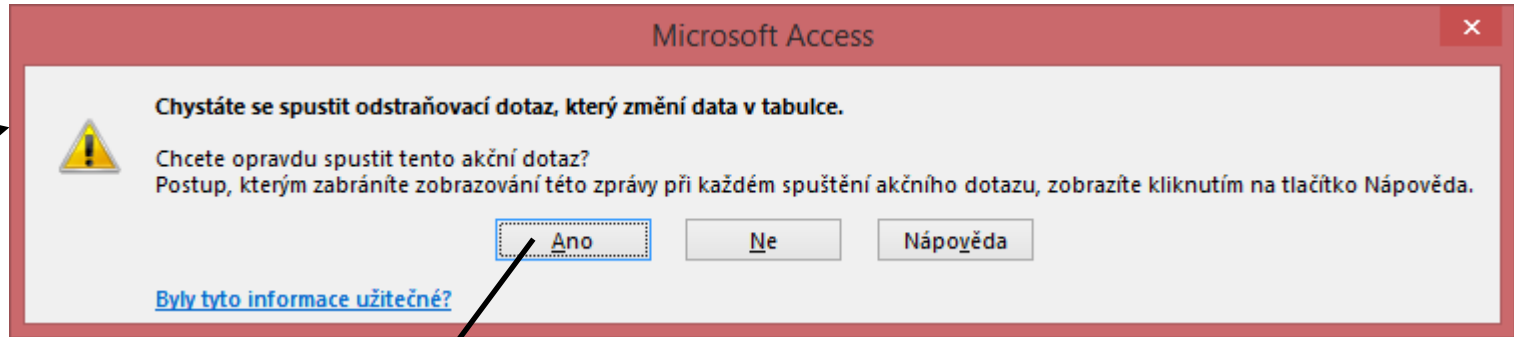 Microsoft Access
Chystáte se spustit odstraňovací dotaz, který změní data v tabulce.
Chcete opravdu spustit tento akční dotaz?
Postup, kterým zabráníte zobrazování této zprávy při každém spuštění akčního dotazu, zobrazíte kliknutím na tlačítko Nápověda.
Ano Ne Nápověda
Byly tyto informace užitečné?